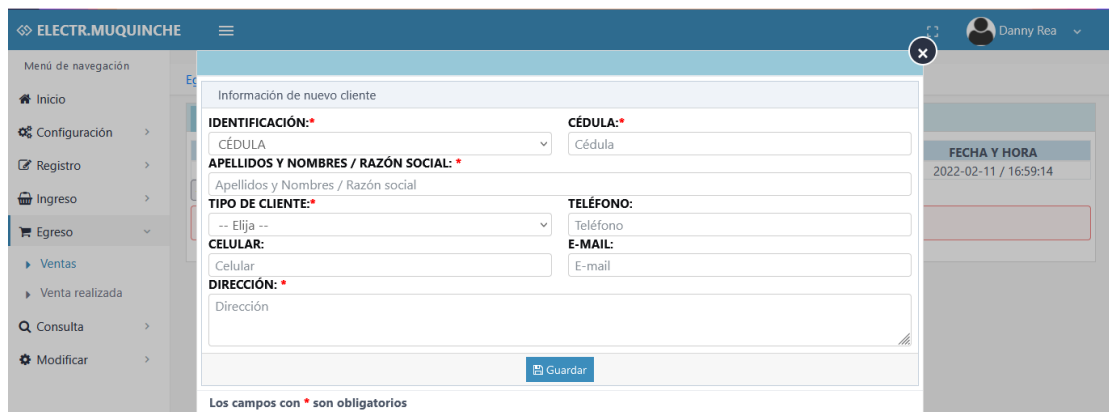 ELECTR.MUQUINCHE
Danny Rea
Menú de navegación
Inicio
Configuración
Registro
Ingreso
Egreso
Ventas
Venta realizada
Consulta
Modificar
Información de nuevo cliente
IDENTIFICACIÓN:* CÉDULA:*
CÉDULA Cédula
APELLIDOS Y NOMBRES / RAZÓN SOCIAL: *
Apellidos y Nombres / Razón social
TIPO DE CLIENTE:* TELÉFONO:
-- Elija -- Teléfono
CELULAR: E-MAIL:
Celular E-mail
DIRECCIÓN: *
Dirección
Guardar
Los campos con * son obligatorios
FECHA Y HORA
2022-02-11 / 16:59:14